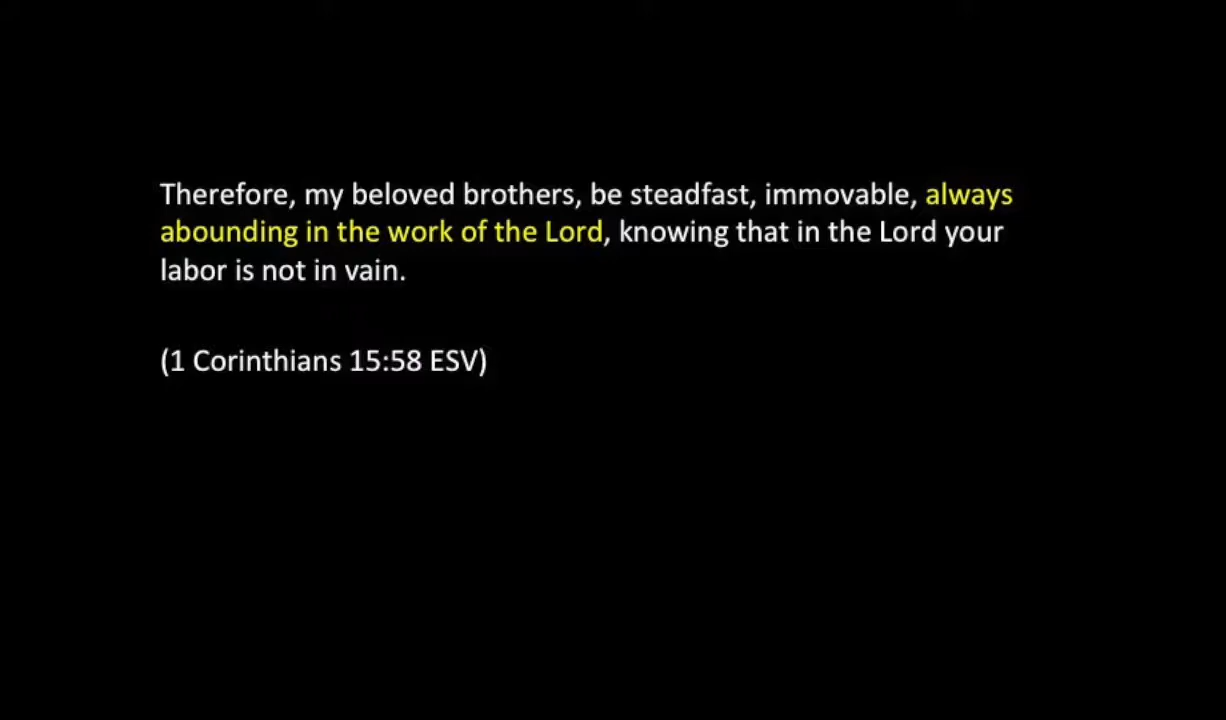 Therefore, my beloved brothers, be steadfast, immovable, always
abounding in the work of the Lord, knowing that in the Lord your
labor is not in vain.
(1 Corinthians 15:58 ESV)